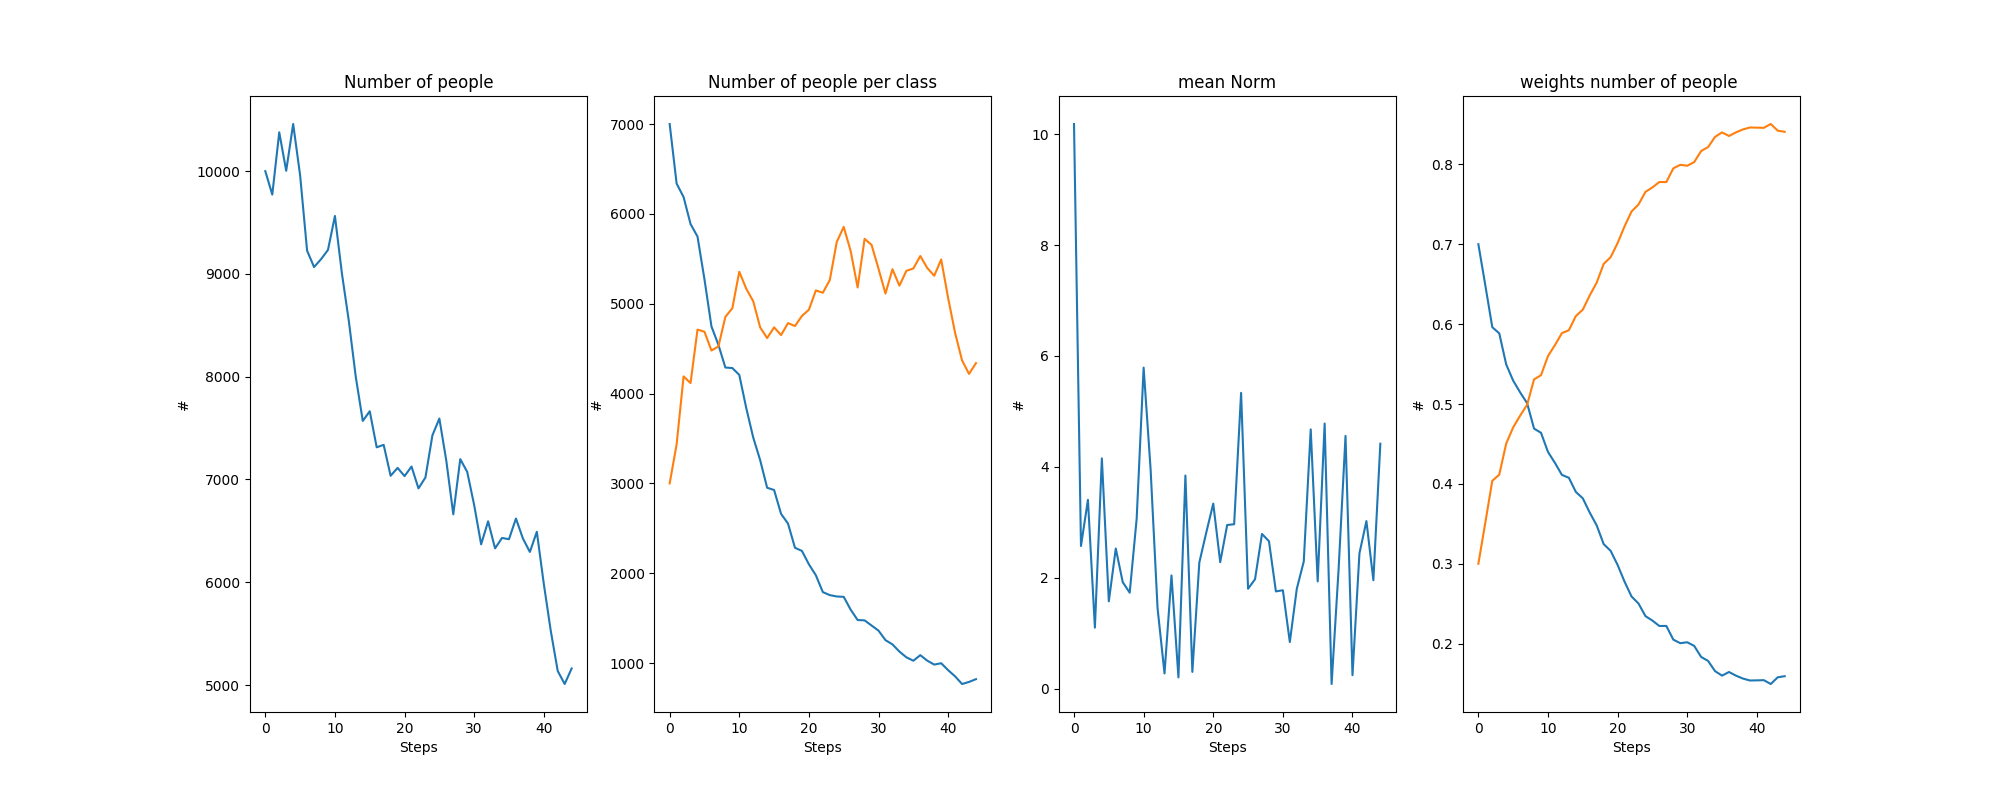 Number of people
10000
9000
8000
7000
6000
5000
#
0 10 20 30 40
Steps
Number of people per class
7000
6000
5000
4000
3000
2000
1000
#
0 10 20 30 40
Steps
mean Norm
10
8
6
4
2
0
#
0 10 20 30 40
Steps
weights number of people
0.8
0.7
0.6
0.5
0.4
0.3
0.2
#
0 10 20 30 40
Steps